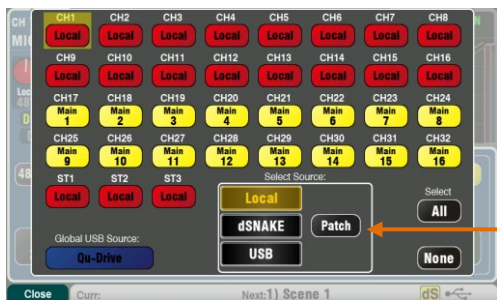 CH1 CH2 CH3 CH4 CH5 CH6 CH7 CH8
Local Local Local Local Local Local Local Local
CH9 CH10 CH11 CH12 CH13 CH14 CH15 CH16
Local Local Local Local Local Local Local Local
CH17 CH18 CH19 CH20 CH21 CH22 CH23 CH24
Main Main Main Main Main Main Main Main
1 2 3 4 5 6 7 8
CH25 CH26 CH27 CH28 CH29 CH30 CH31 CH32
Main Main Main Main Main Main Main Main
9 10 11 12 13 14 15 16
ST1 ST2 ST3 Select Source:
Local Local Local Local
Select
All
dSNAKE Patch
Global USB Source:
Qu-Drive
USB
None
Close Curr: Next:1) Scene 1 dS